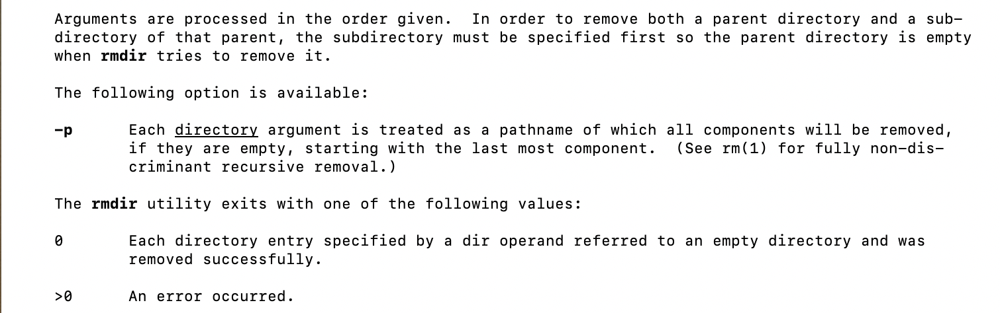 Arguments are processed in the order given.  In order to remove both a parent directory and a sub-
directory of that parent, the subdirectory must be specified first so the parent directory is empty
when rmdir tries to remove it.
The following option is available:
-p      Each directory argument is treated as a pathname of which all components will be removed,
if they are empty, starting with the last most component.  (See rm(1) for fully non-dis-
criminant recursive removal.)
The rmdir utility exits with one of the following values:
0       Each directory entry specified by a dir operand referred to an empty directory and was
removed successfully.
>0      An error occurred.